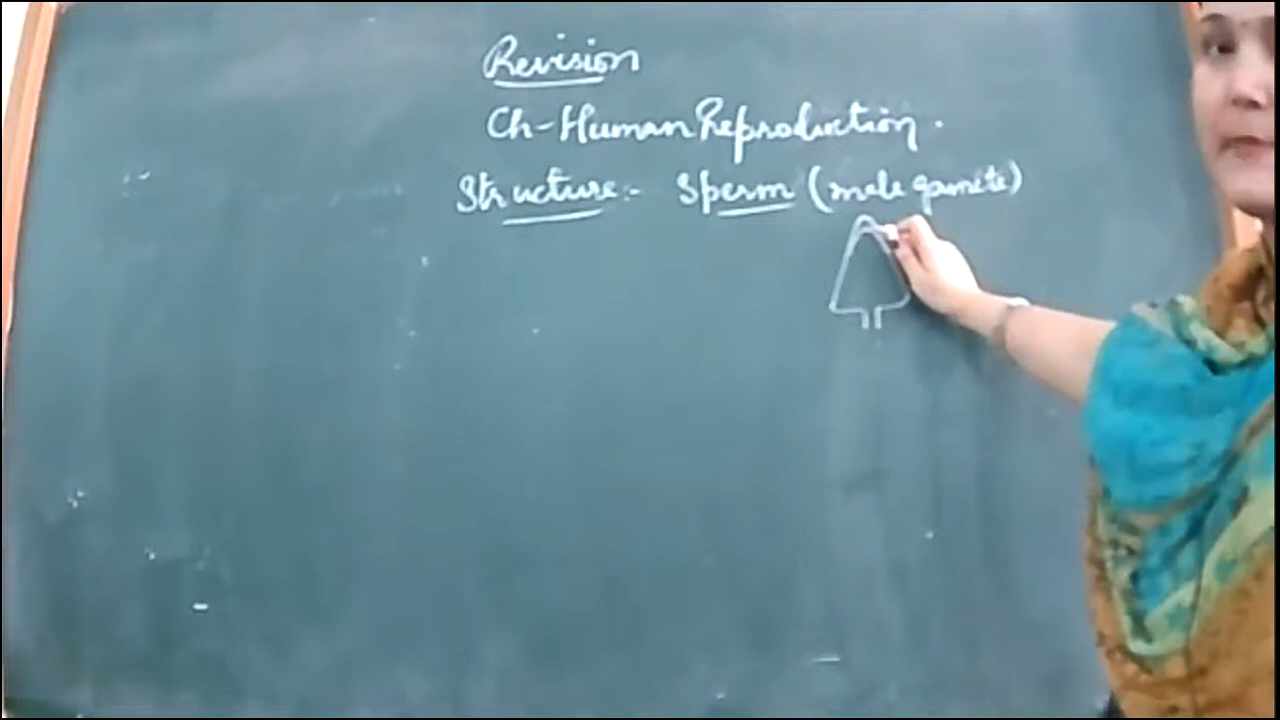 Revision
Ch-Human Reproduction.
Structure:- Sperm (male gamete)